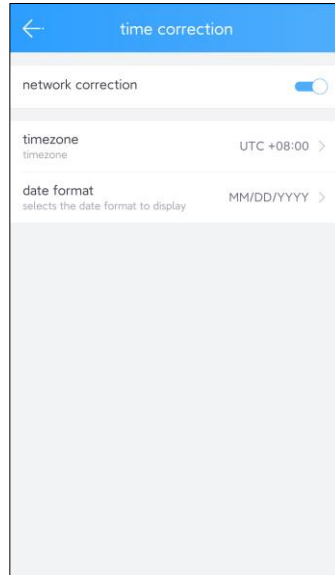 time correction
network correction
timezone
timezone
UTC +08:00
date format
selects the date format to display
MM/DD/YYYY